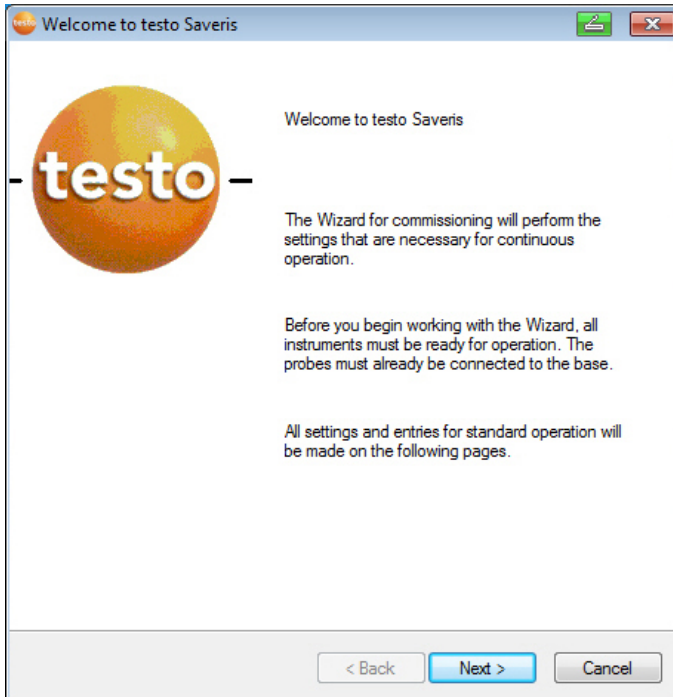 Welcome to testo Saveris
testo
Welcome to testo Saveris
The Wizard for commissioning will perform the
settings that are necessary for continuous
operation.
Before you begin working with the Wizard, all
instruments must be ready for operation. The
probes must already be connected to the base.
All settings and entries for standard operation will
be made on the following pages.
< Back
Next >
Cancel